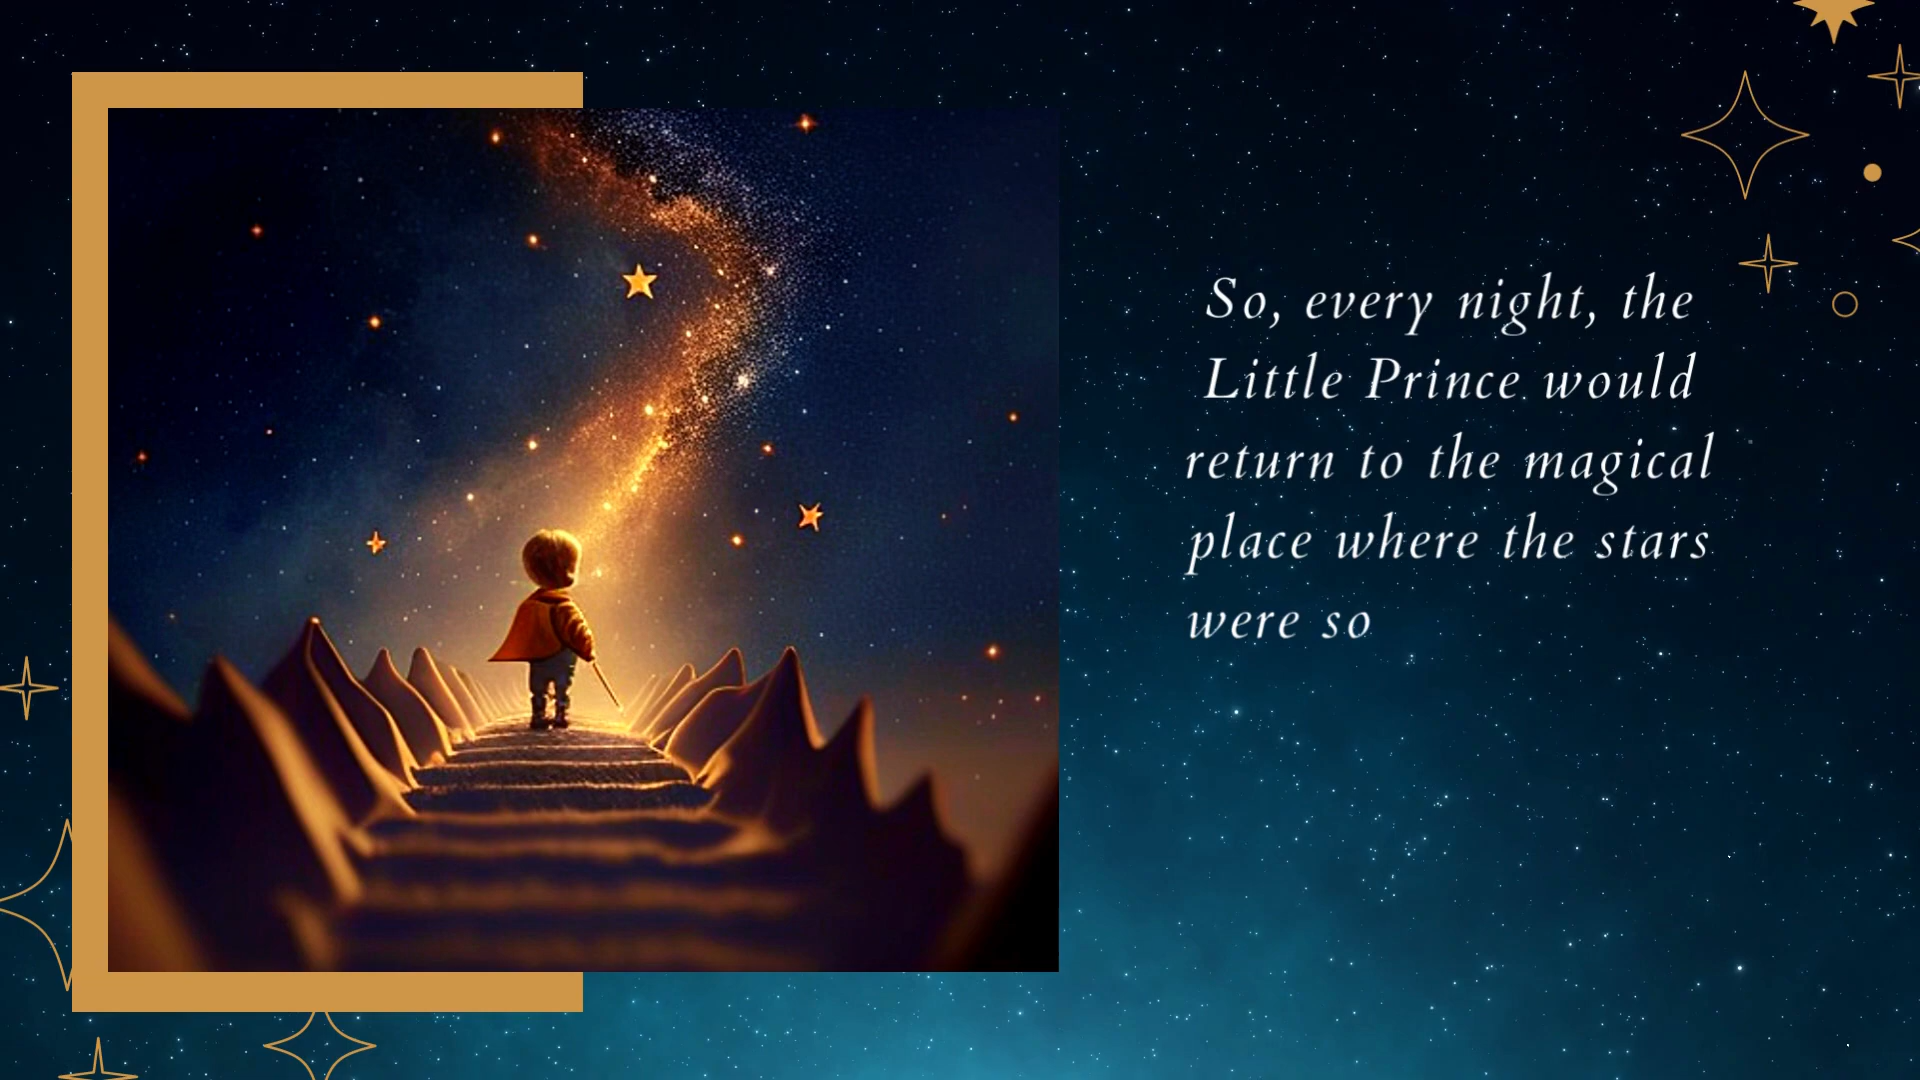 So, every night, the
Little Prince would
return to the magical
place where the stars
were so